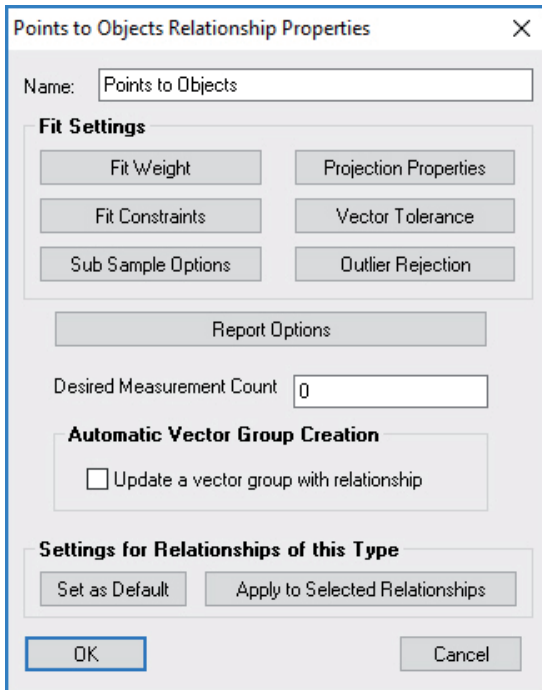 Points to Objects Relationship Properties
Name: Points to Objects
Fit Settings
Fit Weight Projection Properties
Fit Constraints Vector Tolerance
Sub Sample Options Outlier Rejection
Report Options
Desired Measurement Count 0
Automatic Vector Group Creation
Update a vector group with relationship
Settings for Relationships of this Type
Set as Default Apply to Selected Relationships
OK Cancel